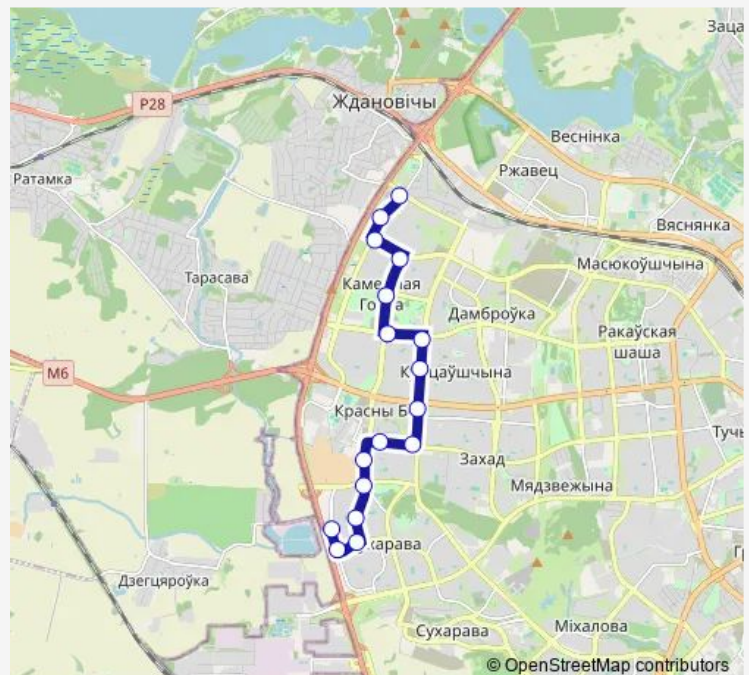 Заца
Ждановічы
P28
Веснінка
Ржавец
Ратамка
Вяснянка
Масюкоўшчына
Тарасава
Дамброўка
Ракаўская
шаша
M6
Красны
Захад
Мядзвежына
Дзегцяроўка
Сухарава
Міхалова
© OpenStreetMap contributors